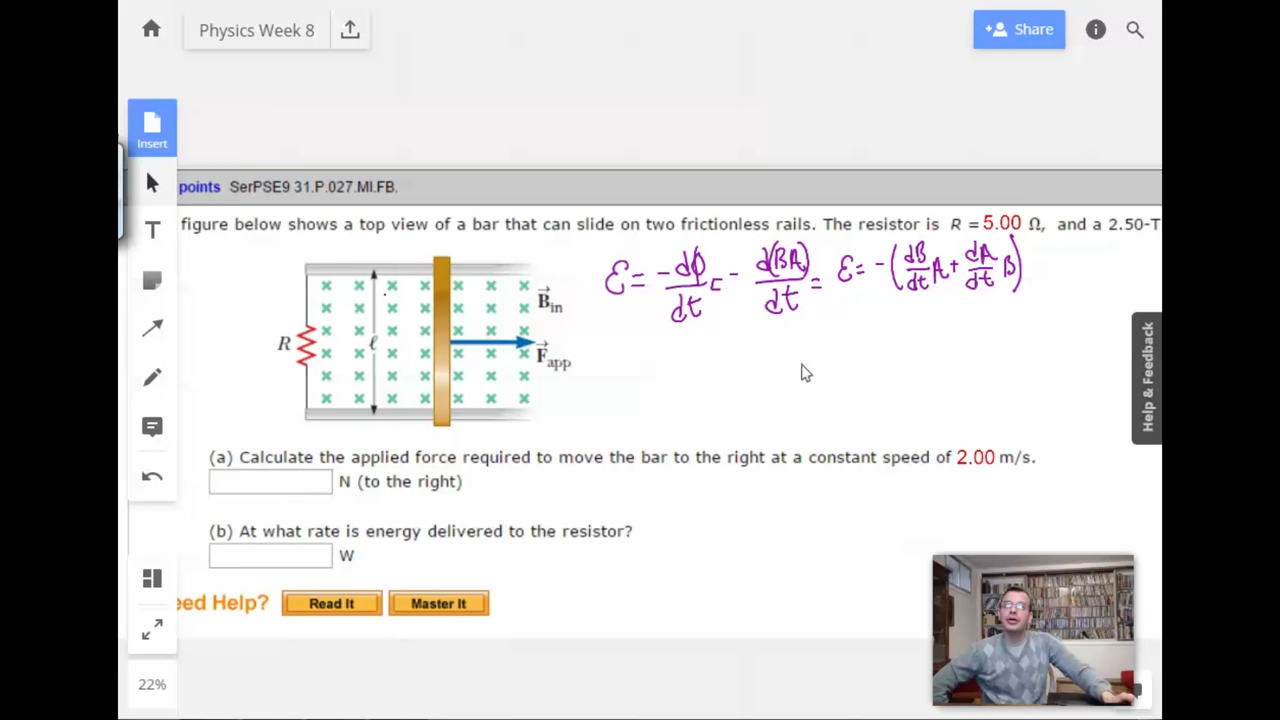 Physics Week 8
Share
Insert
points SerPSE9 31.P.027.MI.FB.
figure below shows a top view of a bar that can slide on two frictionless rails. The resistor is R = 5.00 Ω, and a 2.50-T
ℰ = -dϕ/dt = - d(BA)/dt = ℰ = -(dB/dt A + dA/dt B)
B in
R
ℓ
F app
Help & Feedback
(a) Calculate the applied force required to move the bar to the right at a constant speed of 2.00 m/s.
N (to the right)
(b) At what rate is energy delivered to the resistor?
W
eed Help? Read It Master It
22%